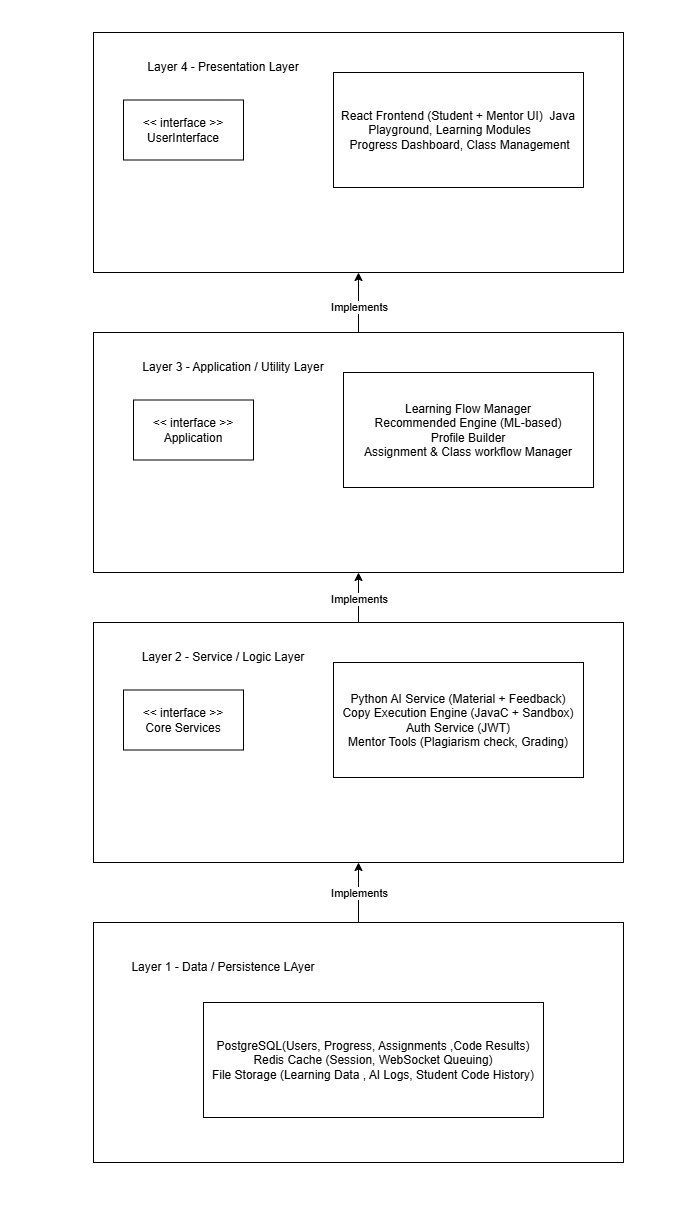 Layer 4 - Presentation Layer
<< interface >>
UserInterface
React Frontend (Student + Mentor UI)  Java
Playground, Learning Modules
Progress Dashboard, Class Management
Implements
Layer 3 - Application / Utility Layer
<< interface >>
Application
Learning Flow Manager
Recommended Engine (ML-based)
Profile Builder
Assignment & Class workflow Manager
Implements
Layer 2 - Service / Logic Layer
<< interface >>
Core Services
Python AI Service (Material + Feedback)
Copy Execution Engine (JavaC + Sandbox)
Auth Service (JWT)
Mentor Tools (Plagiarism check, Grading)
Implements
Layer 1 - Data / Persistence LAyer
PostgreSQL(Users, Progress, Assignments ,Code Results)
Redis Cache (Session, WebSocket Queuing)
File Storage (Learning Data , AI Logs, Student Code History)